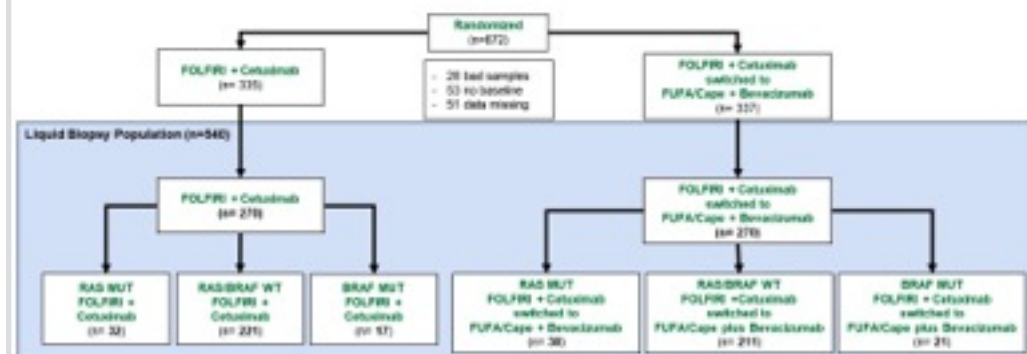 Randomized
(n=672)
FOLFIRI + Cetuximab
(n= 335)
- 28 bad samples
- 53 no baseline
- 51 data missing
FOLFIRI + Cetuximab
switched to
FUFA/Cape + Bevacizumab
(n= 337)
Liquid Biopsy Population (n=540)
FOLFIRI + Cetuximab
(n= 270)
FOLFIRI + Cetuximab
switched to
FUFA/Cape + Bevacizumab
(n= 270)
RAS MUT
FOLFIRI +
Cetuximab
(n= 32)
RAS/BRAF WT
FOLFIRI +
Cetuximab
(n= 221)
BRAF MUT
FOLFIRI +
Cetuximab
(n= 17)
RAS MUT
FOLFIRI + Cetuximab
switched to
FUFA/Cape + Bevacizumab
(n= 38)
RAS/BRAF WT
FOLFIRI +Cetuximab
switched to
FUFA/Cape plus Bevacizumab
(n= 211)
BRAF MUT
FOLFIRI + Cetuximab
switched to
FUFA/Cape plus Bevacizumab
(n= 21)